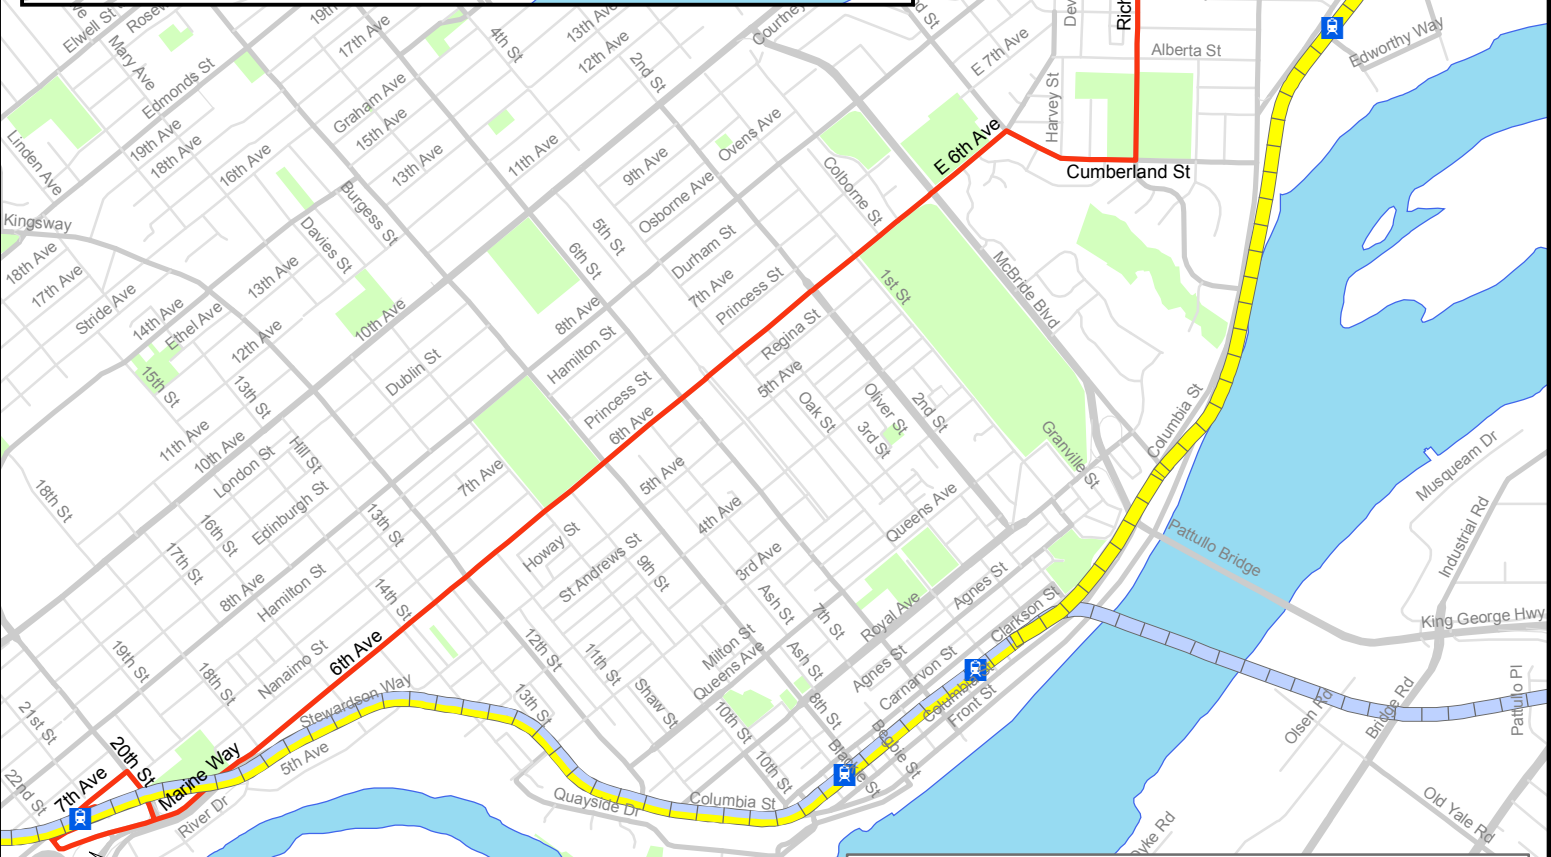 Elwell St
19th
17th Ave
4th St
13th Ave
12th Ave
Courtney
2nd St
E 7th Ave
Rich
Alberta St
Edworthy Way
Mary Ave
Edmonds St
Graham Ave
15th Ave
Harvey St
Linden Ave
19th Ave
18th Ave
16th Ave
13th Ave
11th Ave
9th Ave
Ovens Ave
E 6th Ave
Cumberland St
Colborne St
Osborne Ave
Kingsway
Burgess St
Davies St
5th St
6th St
Durham St
18th Ave
17th Ave
Stride Ave
13th Ave
7th Ave
Princess St
1st St
McBride Blvd
14th Ave
Ethel Ave
12th Ave
10th Ave
8th Ave
Hamilton St
Regina St
5th Ave
Dublin St
15th St
13th St
Princess St
6th Ave
Oak St
Oliver St
2nd St
3rd St
Columbia St
11th Ave
10th Ave
London St
Hill St
7th Ave
5th Ave
Granville St
Musqueam Dr
18th St
Edinburgh St
16th St
13th St
4th Ave
Queens Ave
Industrial Rd
Pattullo Bridge
17th St
8th Ave
Hamilton St
14th St
Howay St
St Andrews St
9th St
3rd Ave
Ash St
7th St
Royal Ave
Agnes St
Clarkson St
King George Hwy
19th St
18th St
Nanaimo St
6th Ave
12th St
11th St
Milton St
Queens Ave
Ash St
Agnes St
Carnarvon St
Columbia St
Front St
Stewardson Way
13th St
Shaw St
10th St
8th St
Begbie St
Blackie St
Olsen Rd
Bridge Rd
Pattullo Pl
21st St
20th St
5th Ave
10th St
22nd St
7th Ave
Marine Way
River Dr
Quayside Dr
Columbia St
Old Yale Rd
Dyke Rd